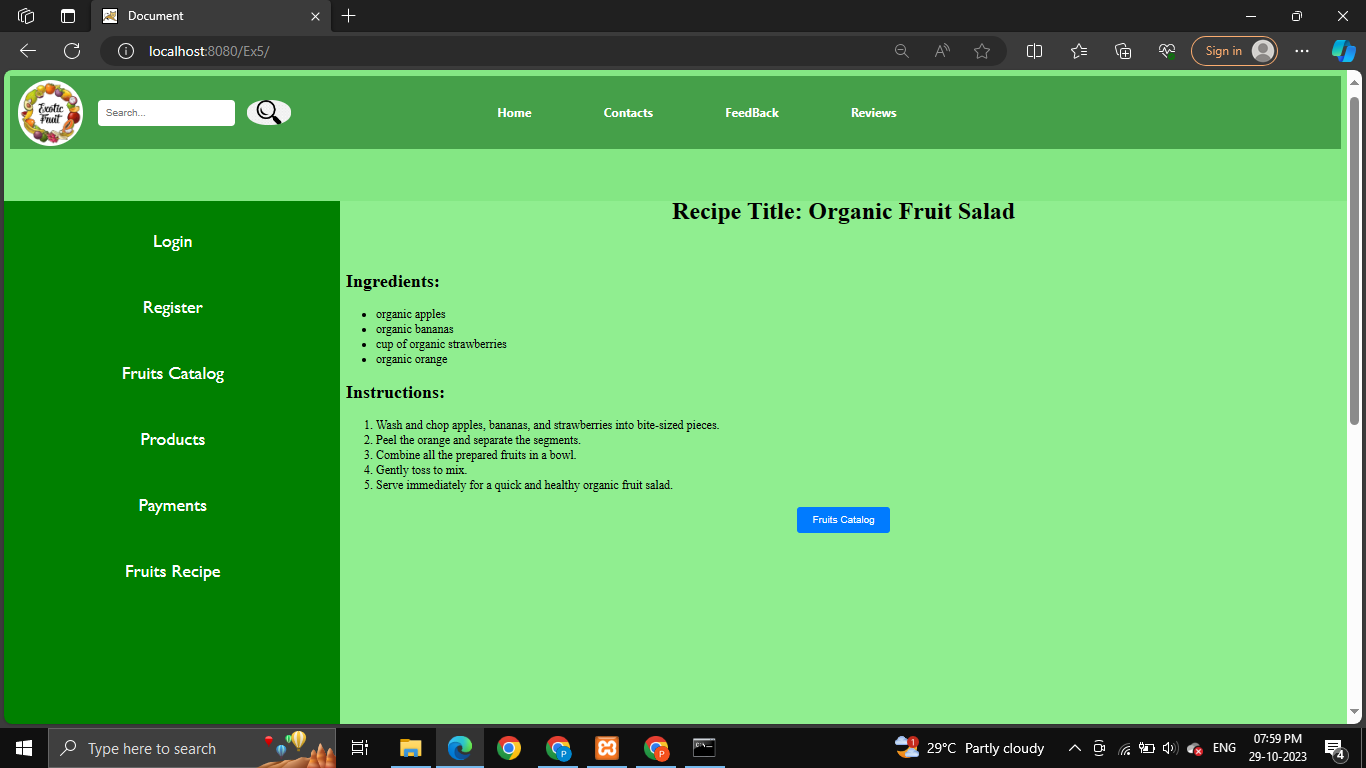 Document
localhost:8080/Ex5/
Sign in
Exotic
Fruit
Search...
Home
Contacts
FeedBack
Reviews
Login
Register
Fruits Catalog
Products
Payments
Fruits Recipe
Recipe Title: Organic Fruit Salad
Ingredients:
organic apples
organic bananas
cup of organic strawberries
organic orange
Instructions:
1. Wash and chop apples, bananas, and strawberries into bite-sized pieces.
2. Peel the orange and separate the segments.
3. Combine all the prepared fruits in a bowl.
4. Gently toss to mix.
5. Serve immediately for a quick and healthy organic fruit salad.
Fruits Catalog
Type here to search
P
P
1
29°C Partly cloudy
ENG
07:59 PM
29-10-2023
4